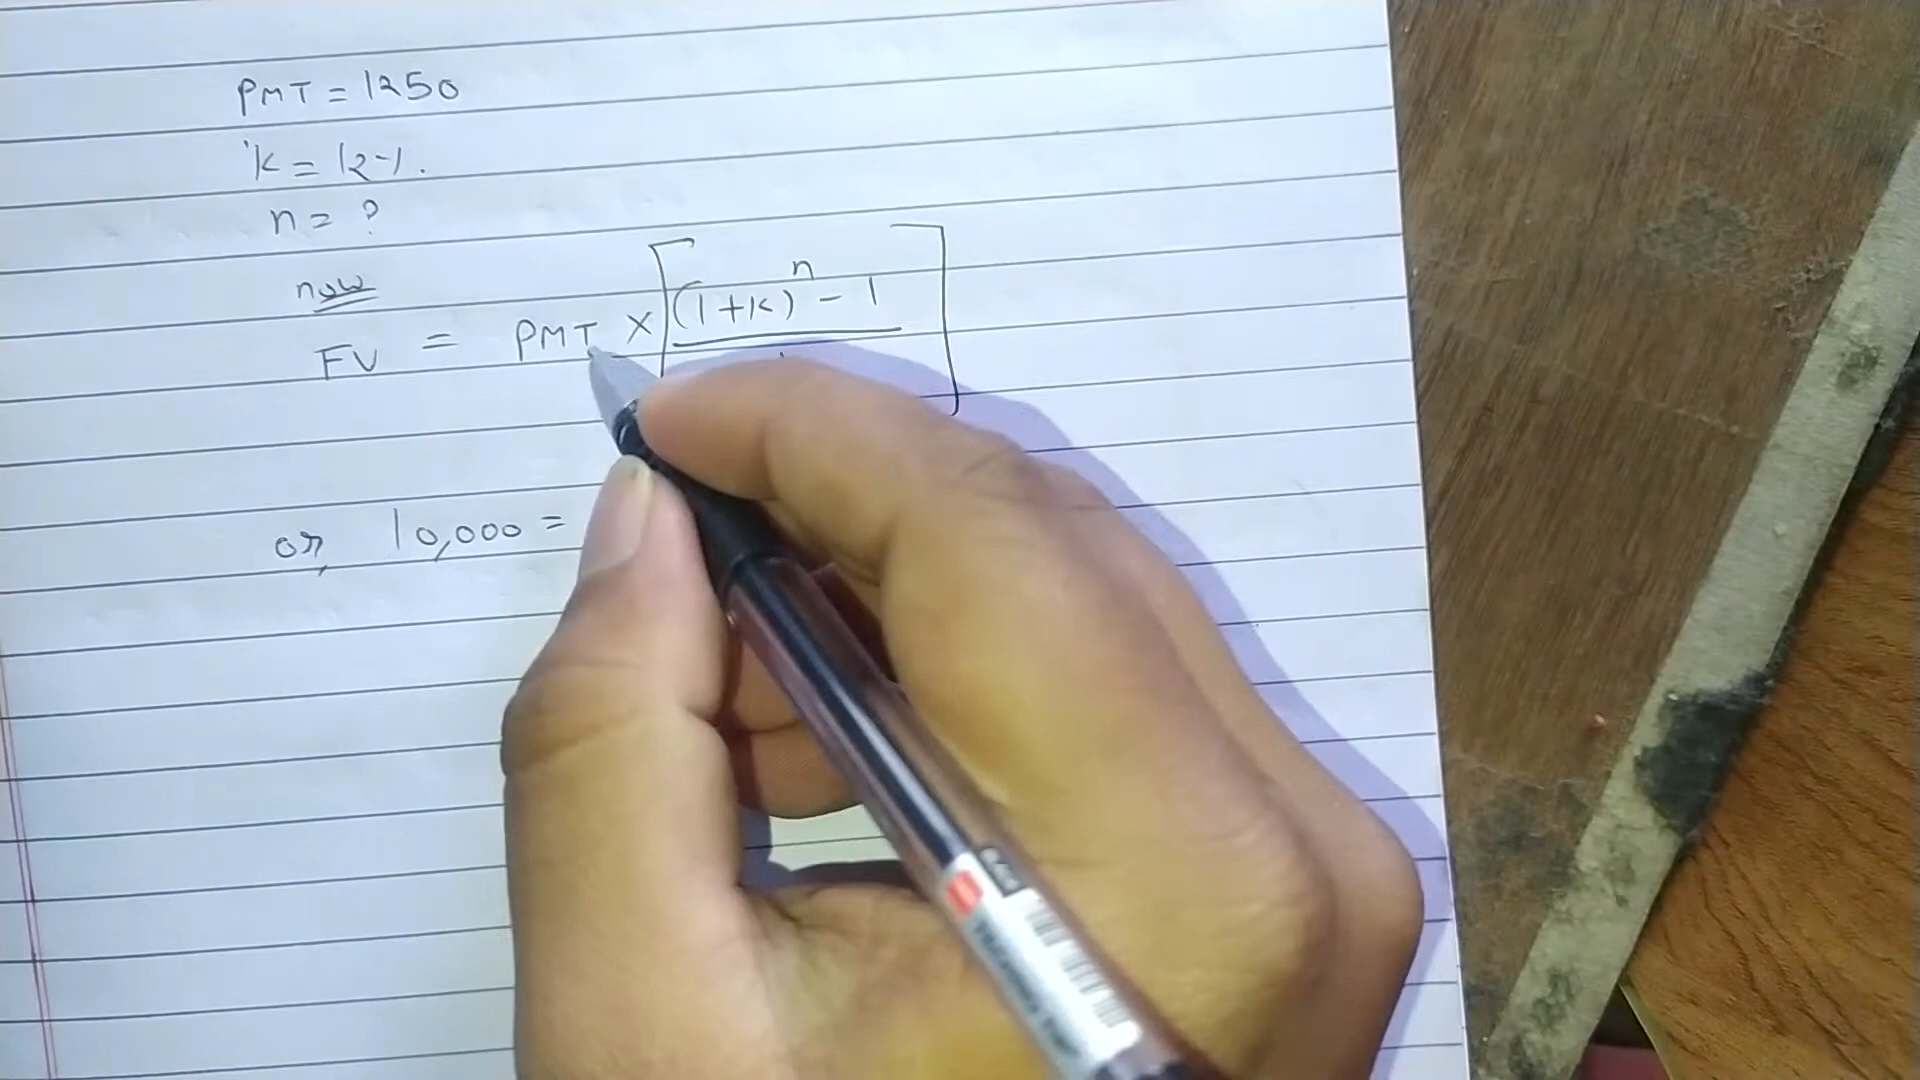 PMT = 1250
k = 12%.
n = ?
now
FV = PMT × [(1+k)^n - 1
or, 10,000 =